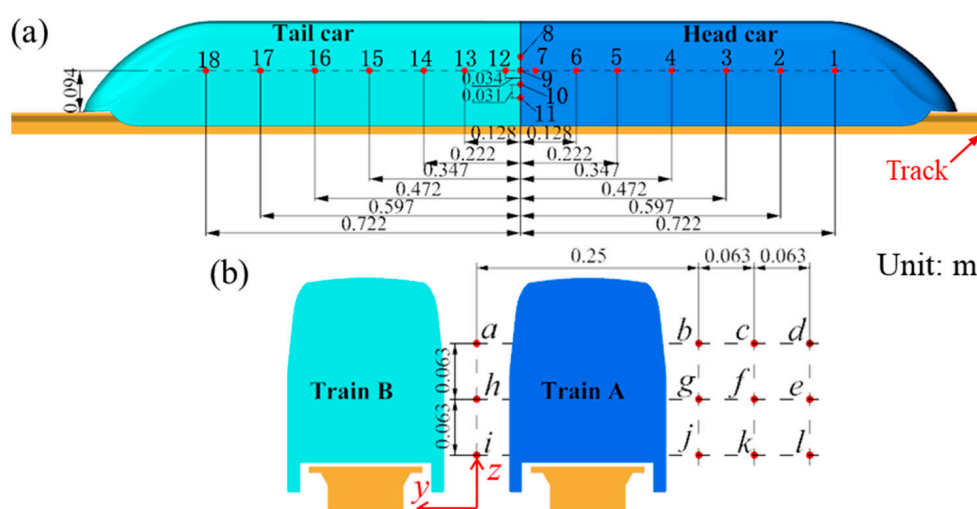 (a)
Tail car
8
Head car
18 17 16 15 14 13 12 7 6 5 4 3 2 1
9
0.094
0.034
10
0.031
11
0.128 0.128
0.222 0.222
0.347 0.347
0.472 0.472
0.597 0.597
0.722 0.722
Track
(b)
0.25 0.063 0.063
Unit: m
a b c d
0.063
Train B h Train A g f e
0.063
i j k l
z
y